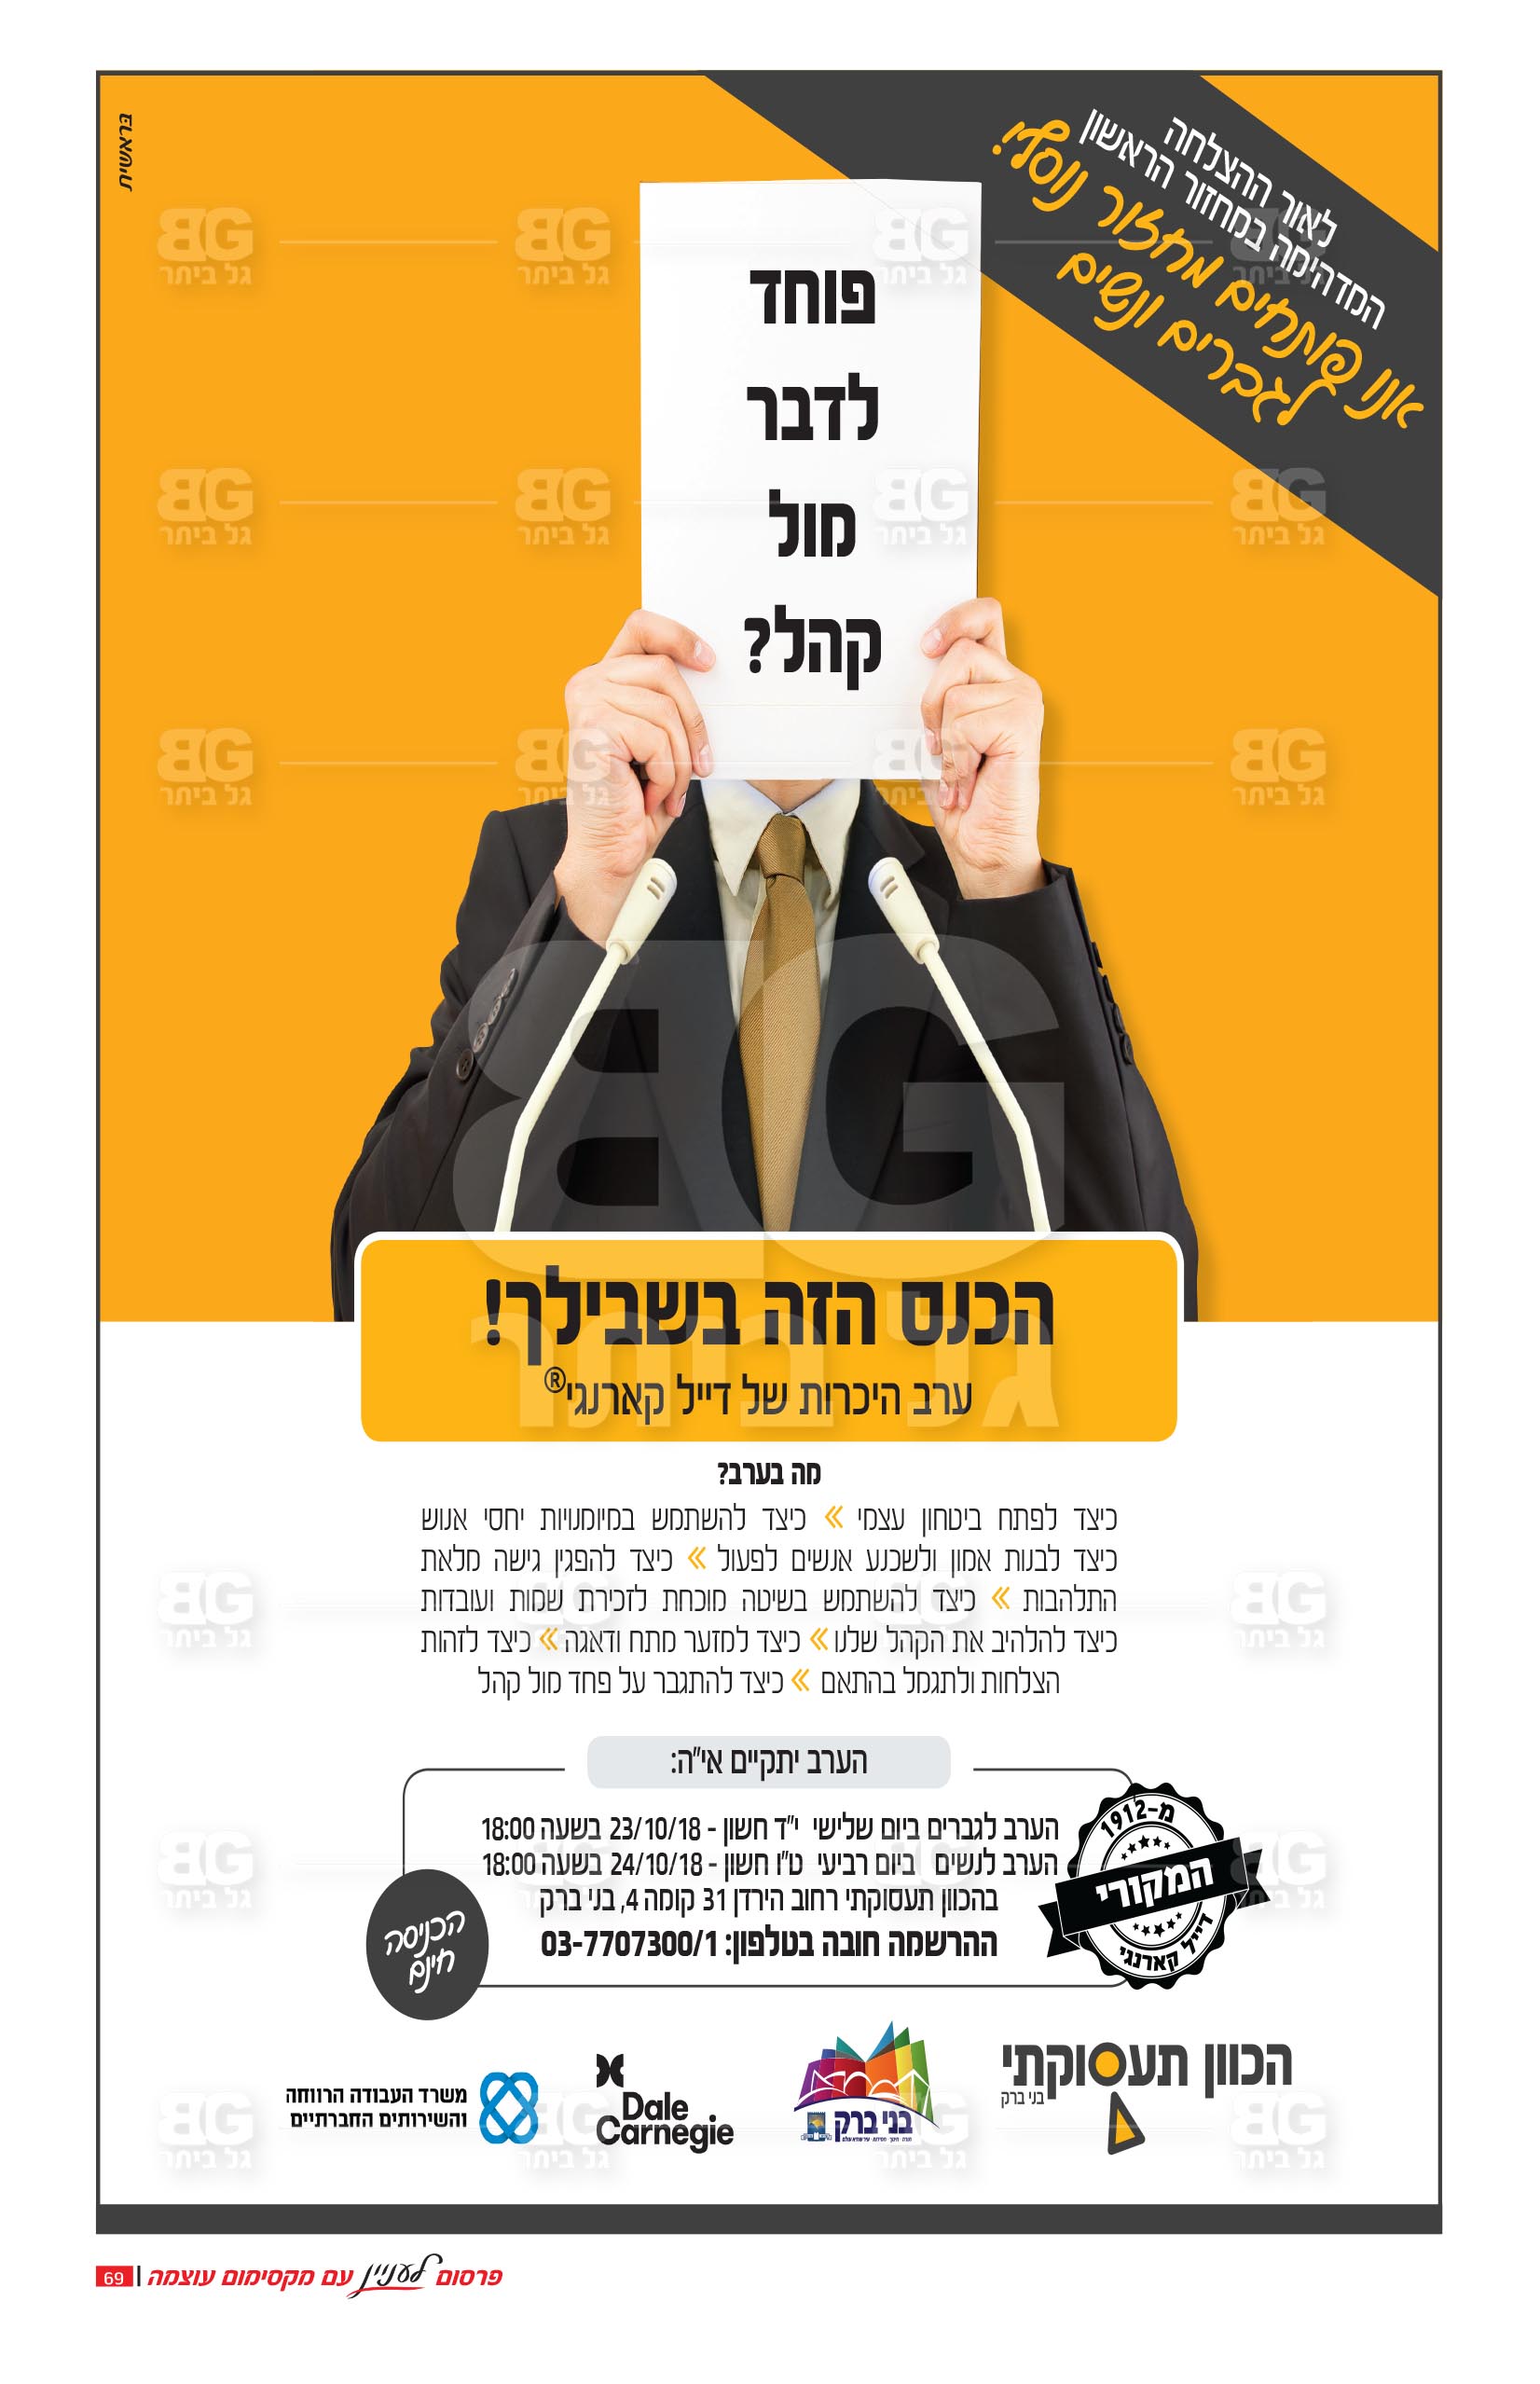 בראשית
לאור ההצלחה
המדהימה במחזור הראשון
אנו פותחים מחזור נוסף!
לגברים ונשים
פוחד
לדבר
מול
קהל?
הכנס הזה בשבילך!
ערב היכרות של דייל קארנגי®
מה בערב?
כיצד לפתח ביטחון עצמי » כיצד להשתמש במיומנויות יחסי אנוש
כיצד לבנות אמון ולשכנע אנשים לפעול » כיצד להפגין גישה מלאת
התלהבות » כיצד להשתמש בשיטה מוכחת לזכירת שמות ועובדות
כיצד להלהיב את הקהל שלנו » כיצד למזער מתח ודאגה » כיצד לזהות
הצלחות ולתגמל בהתאם » כיצד להתגבר על פחד מול קהל
הערב יתקיים אי"ה:
הערב לגברים ביום שלישי י"ד חשון - 23/10/18 בשעה 18:00
הערב לנשים ביום רביעי ט"ו חשון - 24/10/18 בשעה 18:00
בהכוון תעסוקתי רחוב הירדן 31 קומה 4, בני ברק
ההרשמה חובה בטלפון: 03-7707300/1
מ-1912
המקורי
דייל קארנגי
הכניסה
חינם
הכוון תעסוקתי
בני ברק
בני ברק
Dale
Carnegie
משרד העבודה הרווחה
והשירותים החברתיים
פרסום לעניין עם מקסימום עוצמה | 69
BG
גל ביתר